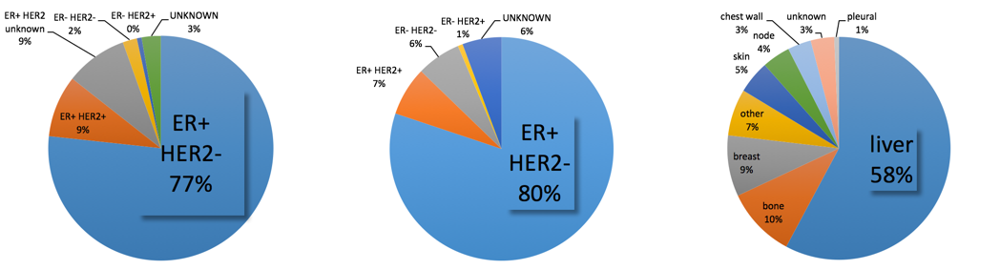 ER+ HER2
unknown
9%
ER- HER2-
2%
ER- HER2+
0%
UNKNOWN
3%
ER+ HER2+
9%
ER+
HER2-
77%
ER- HER2+
1%
UNKNOWN
6%
ER- HER2-
6%
ER+ HER2+
7%
ER+
HER2-
80%
chest wall
3%
unknown
3%
pleural
1%
node
4%
skin
5%
other
7%
breast
9%
bone
10%
liver
58%